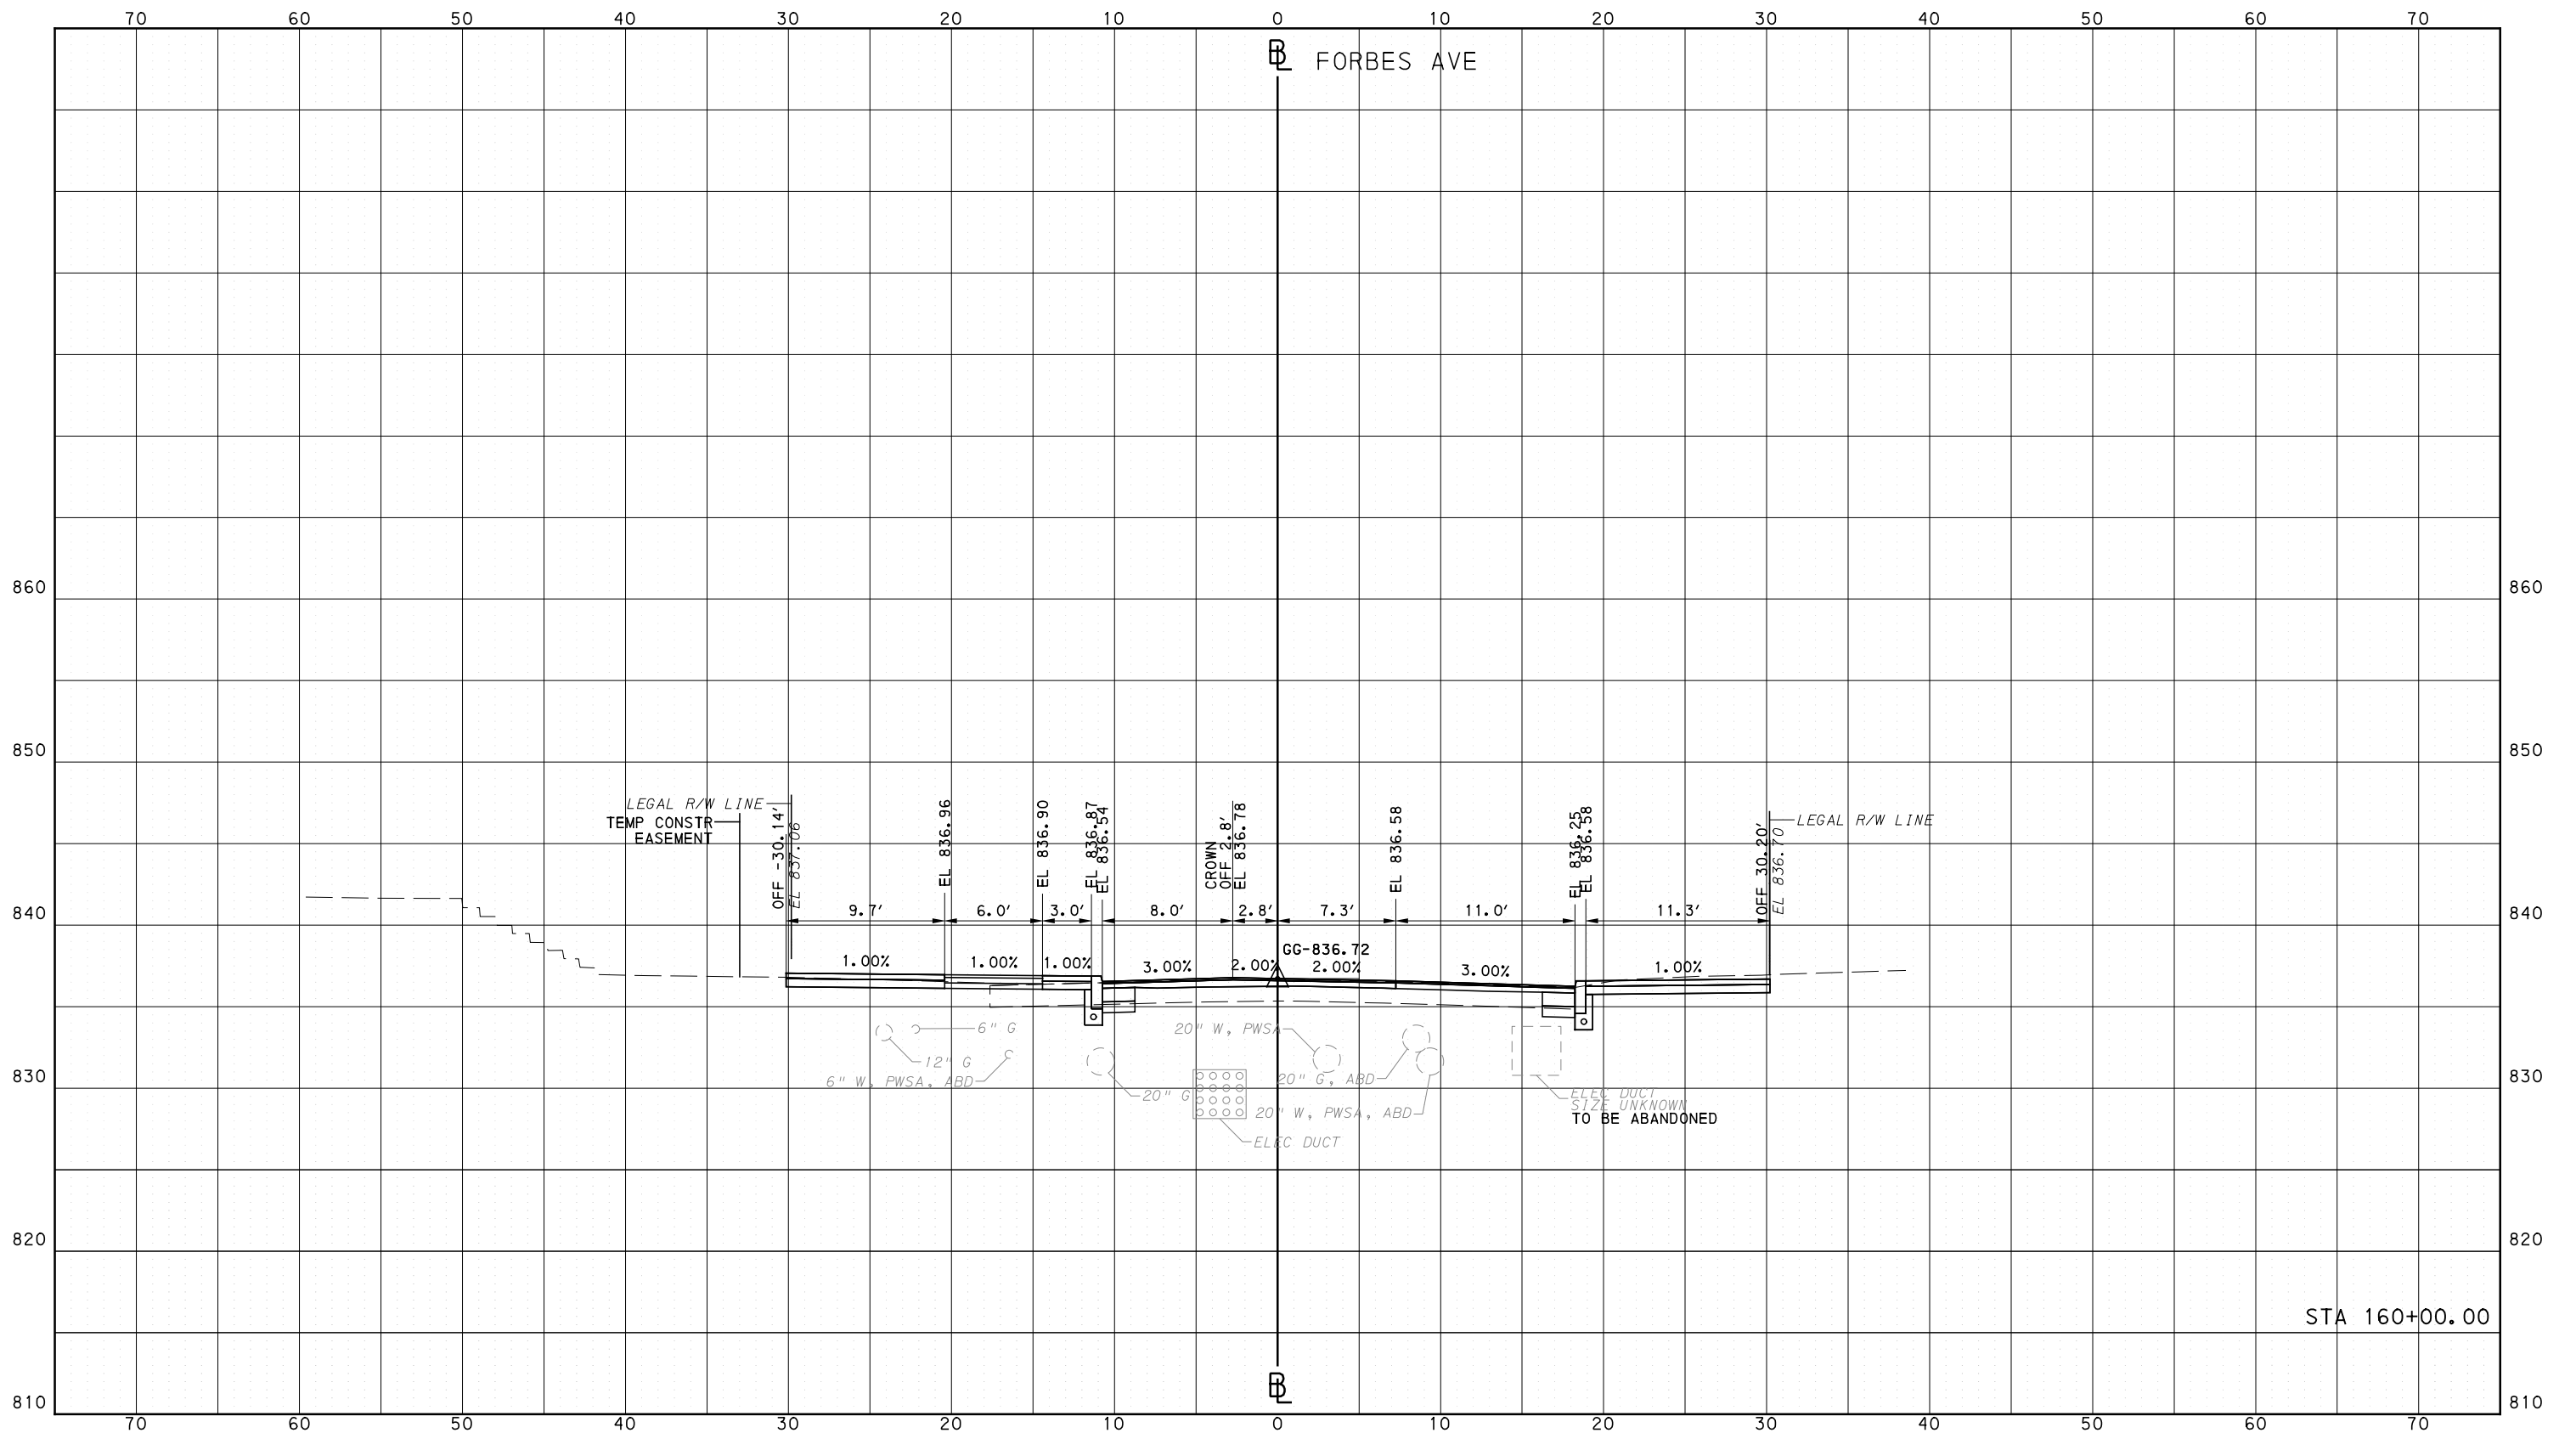 70 60 50 40 30 20 10 0 10 20 30 40 50 60 70
BL FORBES AVE
860 860
850 850
LEGAL R/W LINE
TEMP CONSTR
EASEMENT
OFF -30.14'
EL 837.06
EL 836.96
EL 836.90
EL 836.87
EL 836.54
CROWN
OFF 2.8'
EL 836.78
EL 836.58
EL 836.25
EL 836.58
OFF 30.20'
EL 836.70
LEGAL R/W LINE
840 840
9.7' 6.0' 3.0' 8.0' 2.8' 7.3' 11.0' 11.3'
GG-836.72
1.00% 1.00% 1.00% 3.00% 2.00% 2.00% 3.00% 1.00%
6" G
12" G
6" W, PWSA, ABD
20" G
20" W, PWSA
20" G, ABD
20" W, PWSA, ABD
ELEC DUCT
ELEC DUCT
SIZE UNKNOWN
TO BE ABANDONED
830 830
820 820
STA 160+00.00
810 810
BL
70 60 50 40 30 20 10 0 10 20 30 40 50 60 70